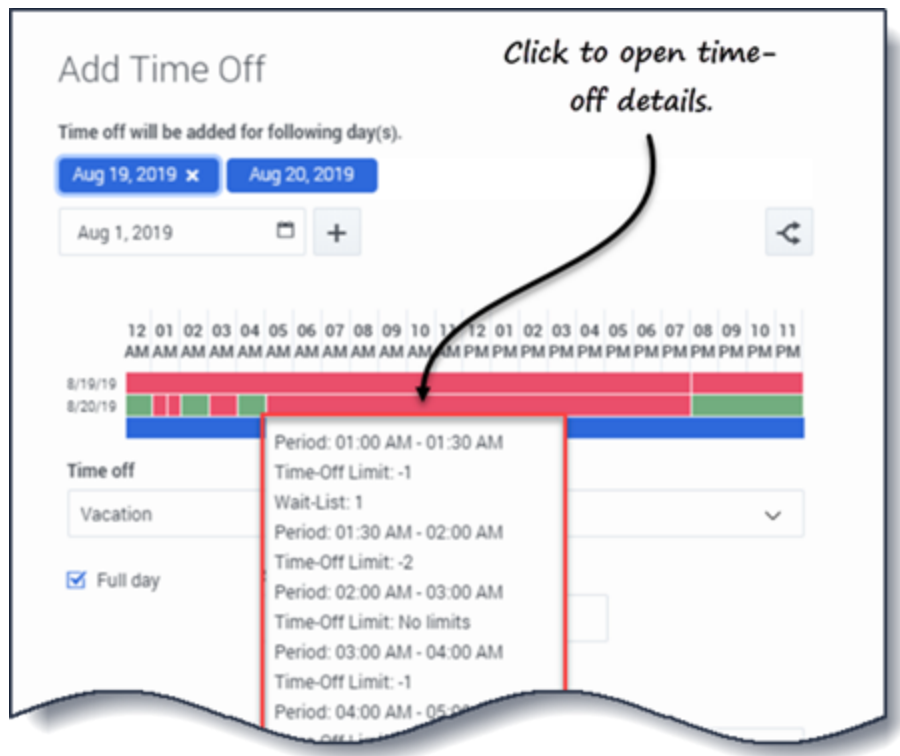 Add Time Off
Click to open time-
off details.
Time off will be added for following day(s).
Aug 19, 2019 × Aug 20, 2019
Aug 1, 2019 +
12 01 02 03 04 05 06 07 08 09 10 11 12 01 02 03 04 05 06 07 08 09 10 11
AM AM AM AM AM AM AM AM AM AM AM AM PM PM PM PM PM PM PM PM PM PM PM PM
8/19/19
8/20/19
Time off
Vacation
Full day
Period: 01:00 AM - 01:30 AM
Time-Off Limit: -1
Wait-List: 1
Period: 01:30 AM - 02:00 AM
Time-Off Limit: -2
Period: 02:00 AM - 03:00 AM
Time-Off Limit: No limits
Period: 03:00 AM - 04:00 AM
Time-Off Limit: -1
Period: 04:00 AM - 05: